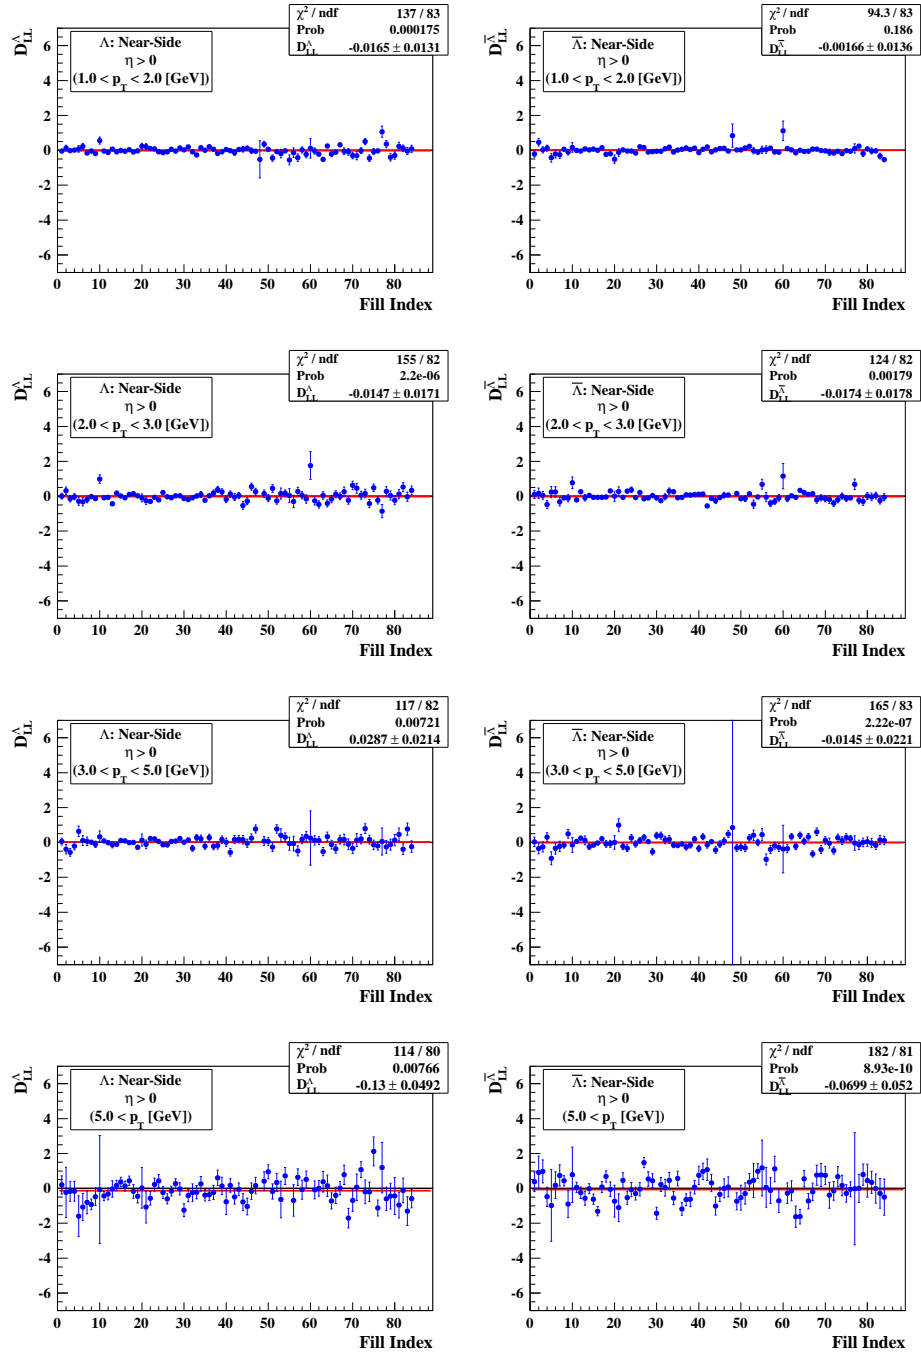 D_LL^Λ
χ² / ndf 137 / 83
Prob 0.000175
D_LL^Λ -0.0165 ± 0.0131
Λ: Near-Side
η > 0
(1.0 < p_T < 2.0 [GeV])
6
4
2
0
-2
-4
-6
0 10 20 30 40 50 60 70 80
Fill Index
D_LL^Λ̅
χ² / ndf 94.3 / 83
Prob 0.186
D_LL^Λ̅ -0.00166 ± 0.0136
Λ̅: Near-Side
η > 0
(1.0 < p_T < 2.0 [GeV])
6
4
2
0
-2
-4
-6
0 10 20 30 40 50 60 70 80
Fill Index
D_LL^Λ
χ² / ndf 155 / 82
Prob 2.2e-06
D_LL^Λ -0.0147 ± 0.0171
Λ: Near-Side
η > 0
(2.0 < p_T < 3.0 [GeV])
6
4
2
0
-2
-4
-6
0 10 20 30 40 50 60 70 80
Fill Index
D_LL^Λ̅
χ² / ndf 124 / 82
Prob 0.00179
D_LL^Λ̅ -0.0174 ± 0.0178
Λ̅: Near-Side
η > 0
(2.0 < p_T < 3.0 [GeV])
6
4
2
0
-2
-4
-6
0 10 20 30 40 50 60 70 80
Fill Index
D_LL^Λ
χ² / ndf 117 / 82
Prob 0.00721
D_LL^Λ 0.0287 ± 0.0214
Λ: Near-Side
η > 0
(3.0 < p_T < 5.0 [GeV])
6
4
2
0
-2
-4
-6
0 10 20 30 40 50 60 70 80
Fill Index
D_LL^Λ̅
χ² / ndf 165 / 83
Prob 2.22e-07
D_LL^Λ̅ -0.0145 ± 0.0221
Λ̅: Near-Side
η > 0
(3.0 < p_T < 5.0 [GeV])
6
4
2
0
-2
-4
-6
0 10 20 30 40 50 60 70 80
Fill Index
D_LL^Λ
χ² / ndf 114 / 80
Prob 0.00766
D_LL^Λ -0.13 ± 0.0492
Λ: Near-Side
η > 0
(5.0 < p_T [GeV])
6
4
2
0
-2
-4
-6
0 10 20 30 40 50 60 70 80
Fill Index
D_LL^Λ̅
χ² / ndf 182 / 81
Prob 8.93e-10
D_LL^Λ̅ -0.0699 ± 0.052
Λ̅: Near-Side
η > 0
(5.0 < p_T [GeV])
6
4
2
0
-2
-4
-6
0 10 20 30 40 50 60 70 80
Fill Index